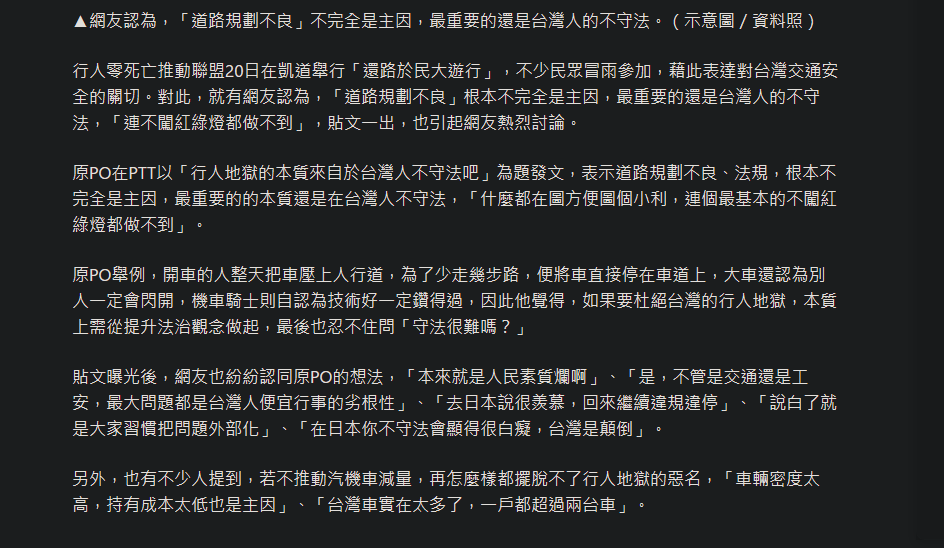 ▲網友認為，「道路規劃不良」不完全是主因，最重要的還是台灣人的不守法。（示意圖／資料照）
行人零死亡推動聯盟20日在凱道舉行「還路於民大遊行」，不少民眾冒雨參加，藉此表達對台灣交通安
全的關切。對此，就有網友認為，「道路規劃不良」根本不完全是主因，最重要的還是台灣人的不守
法，「連不闖紅綠燈都做不到」，貼文一出，也引起網友熱烈討論。
原PO在PTT以「行人地獄的本質來自於台灣人不守法吧」為題發文，表示道路規劃不良、法規，根本不
完全是主因，最重要的的本質還是在台灣人不守法，「什麼都在圖方便圖個小利，連個最基本的不闖紅
綠燈都做不到」。
原PO舉例，開車的人整天把車壓上人行道，為了少走幾步路，便將車直接停在車道上，大車還認為別
人一定會閃開，機車騎士則自認為技術好一定鑽得過，因此他覺得，如果要杜絕台灣的行人地獄，本質
上需從提升法治觀念做起，最後也忍不住問「守法很難嗎？」
貼文曝光後，網友也紛紛認同原PO的想法，「本來就是人民素質爛啊」、「是，不管是交通還是工
安，最大問題都是台灣人便宜行事的劣根性」、「去日本說很羨慕，回來繼續違規違停」、「說白了就
是大家習慣把問題外部化」、「在日本你不守法會顯得很白癡，台灣是顛倒」。
另外，也有不少人提到，若不推動汽機車減量，再怎麼樣都擺脫不了行人地獄的惡名，「車輛密度太
高，持有成本太低也是主因」、「台灣車實在太多了，一戶都超過兩台車」。